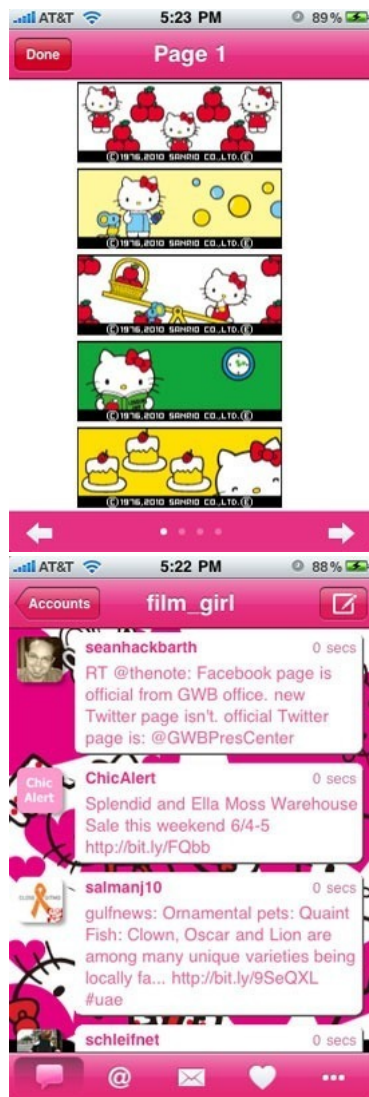 AT&T 5:23 PM 89%
Done Page 1
(C)1976,2010 SANRIO CO.,LTD.(E)
(C)1976,2010 SANRIO CO.,LTD.(E)
(C)1976,2010 SANRIO CO.,LTD.(E)
(C)1976,2010 SANRIO CO.,LTD.(E)
(C)1976,2010 SANRIO CO.,LTD.(E)
AT&T 5:22 PM 88%
Accounts film_girl
seanhackbarth 0 secs
RT @thenote: Facebook page is
official from GWB office. new
Twitter page isn't. official Twitter
page is: @GWBPresCenter
Chic
Alert
ChicAlert 0 secs
Splendid and Ella Moss Warehouse
Sale this weekend 6/4-5
http://bit.ly/FQbb
salmanj10 0 secs
gulfnews: Ornamental pets: Quaint
Fish: Clown, Oscar and Lion are
among many unique varieties being
locally fa... http://bit.ly/9SeQXL
#uae
schleifnet 0 secs
@